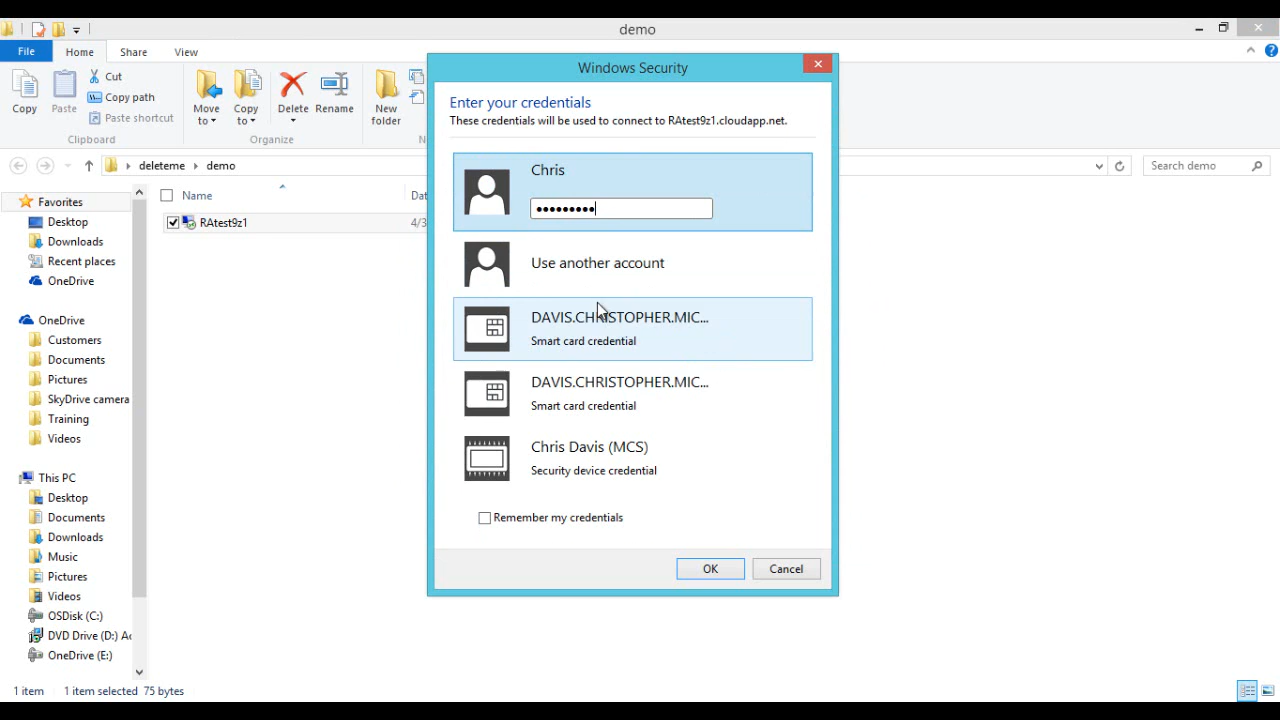 demo
File Home Share View
Copy
Paste
Cut
Copy path
Paste shortcut
Move to
Copy to
Delete
Rename
New folder
Clipboard
Organize
deleteme
demo
Search demo
Name
RAtest9z1
4/3
Favorites
Desktop
Downloads
Recent places
OneDrive
OneDrive
Customers
Documents
Pictures
SkyDrive camera
Training
Videos
This PC
Desktop
Documents
Downloads
Music
Pictures
Videos
OSDisk (C:)
DVD Drive (D:)
OneDrive (E:)
1 item 1 item selected 75 bytes
Windows Security
Enter your credentials
These credentials will be used to connect to RAtest9z1.cloudapp.net.
Chris
•••••••••
Use another account
DAVIS.CHRISTOPHER.MIC...
Smart card credential
DAVIS.CHRISTOPHER.MIC...
Smart card credential
Chris Davis (MCS)
Security device credential
Remember my credentials
OK
Cancel